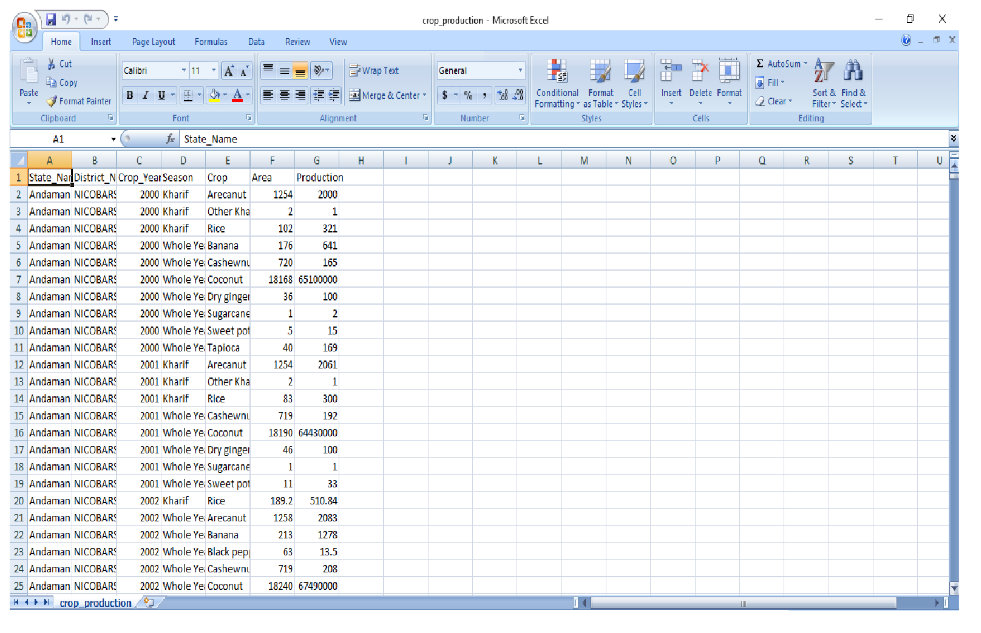 crop_production - Microsoft Excel
Home Insert Page Layout Formulas Data Review View
Paste Cut Copy Format Painter Clipboard
Calibri 11 A A B I U A Font
Wrap Text Merge & Center Alignment
General $ % , Number
Conditional Formatting Format as Table Cell Styles Styles
Insert Delete Format Cells
Σ AutoSum Fill Clear Sort & Filter Find & Select Editing
A1 fx State_Name
A B C D E F G H I J K L M N O P Q R S T U
1 State_Nar District_N Crop_Year Season Crop Area Production
2 Andaman NICOBARS 2000 Kharif Arecanut 1254 2000
3 Andaman NICOBARS 2000 Kharif Other Kha 2 1
4 Andaman NICOBARS 2000 Kharif Rice 102 321
5 Andaman NICOBARS 2000 Whole Ye Banana 176 641
6 Andaman NICOBARS 2000 Whole Ye Cashewnu 720 165
7 Andaman NICOBARS 2000 Whole Ye Coconut 18168 65100000
8 Andaman NICOBARS 2000 Whole Ye Dry ginger 36 100
9 Andaman NICOBARS 2000 Whole Ye Sugarcane 1 2
10 Andaman NICOBARS 2000 Whole Ye Sweet pot 5 15
11 Andaman NICOBARS 2000 Whole Ye Tapioca 40 169
12 Andaman NICOBARS 2001 Kharif Arecanut 1254 2061
13 Andaman NICOBARS 2001 Kharif Other Kha 2 1
14 Andaman NICOBARS 2001 Kharif Rice 83 300
15 Andaman NICOBARS 2001 Whole Ye Cashewnu 719 192
16 Andaman NICOBARS 2001 Whole Ye Coconut 18190 64430000
17 Andaman NICOBARS 2001 Whole Ye Dry ginger 46 100
18 Andaman NICOBARS 2001 Whole Ye Sugarcane 1 1
19 Andaman NICOBARS 2001 Whole Ye Sweet pot 11 33
20 Andaman NICOBARS 2002 Kharif Rice 189.2 510.84
21 Andaman NICOBARS 2002 Whole Ye Arecanut 1258 2083
22 Andaman NICOBARS 2002 Whole Ye Banana 213 1278
23 Andaman NICOBARS 2002 Whole Ye Black pepp 63 13.5
24 Andaman NICOBARS 2002 Whole Ye Cashewnu 719 208
25 Andaman NICOBARS 2002 Whole Ye Coconut 18240 67490000
crop_production